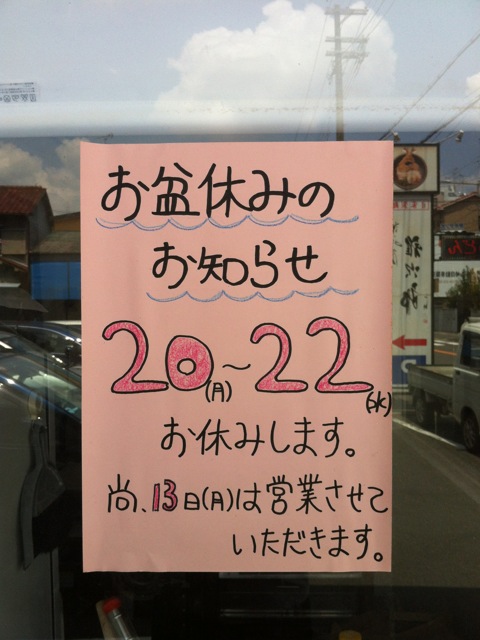 お盆休みの
お知らせ
20(月)~22(水)
お休みします。
尚、13日(月)は営業させて
いただきます。